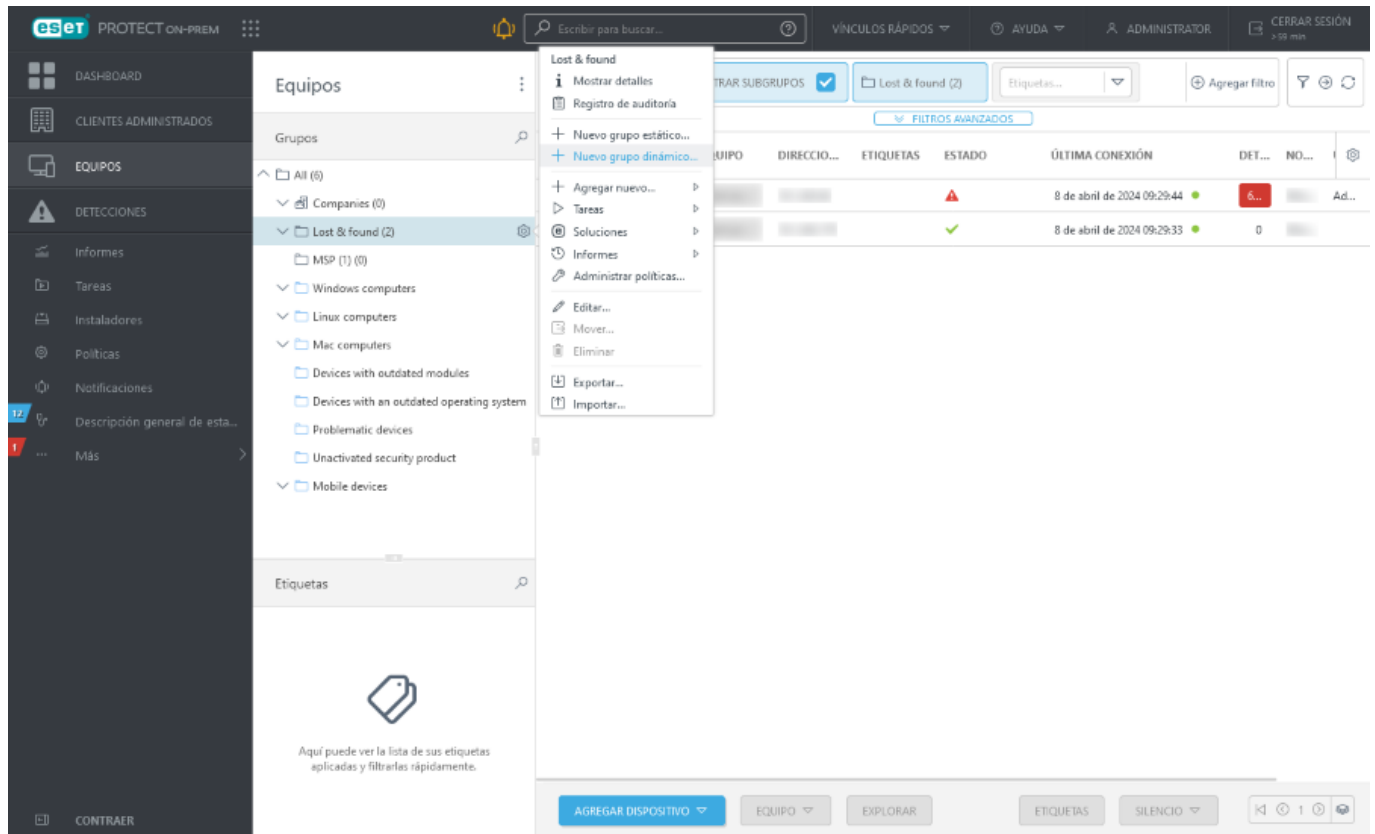 eset PROTECT ON-PREM
Escribir para buscar...
VÍNCULOS RÁPIDOS
AYUDA
ADMINISTRATOR
CERRAR SESIÓN
>59 min
DASHBOARD
CLIENTES ADMINISTRADOS
EQUIPOS
DETECCIONES
Informes
Tareas
Instaladores
Políticas
Notificaciones
12
Descripción general de esta...
1
Más
CONTRAER
Equipos
Grupos
All (6)
Companies (0)
Lost & found (2)
MSP (1) (0)
Windows computers
Linux computers
Mac computers
Devices with outdated modules
Devices with an outdated operating system
Problematic devices
Unactivated security product
Mobile devices
Etiquetas
Aquí puede ver la lista de sus etiquetas
aplicadas y filtrarlas rápidamente.
Lost & found
Mostrar detalles
Registro de auditoría
Nuevo grupo estático...
Nuevo grupo dinámico...
Agregar nuevo...
Tareas
Soluciones
Informes
Administrar políticas...
Editar...
Mover...
Eliminar
Exportar...
Importar...
TRAR SUBGRUPOS
Lost & found (2)
Etiquetas...
Agregar filtro
FILTROS AVANZADOS
QUIPO DIRECCIO... ETIQUETAS ESTADO ÚLTIMA CONEXIÓN DET... NO...
8 de abril de 2024 09:29:44 6... Ad...
8 de abril de 2024 09:29:33 0
AGREGAR DISPOSITIVO
EQUIPO
EXPLORAR
ETIQUETAS
SILENCIO
1